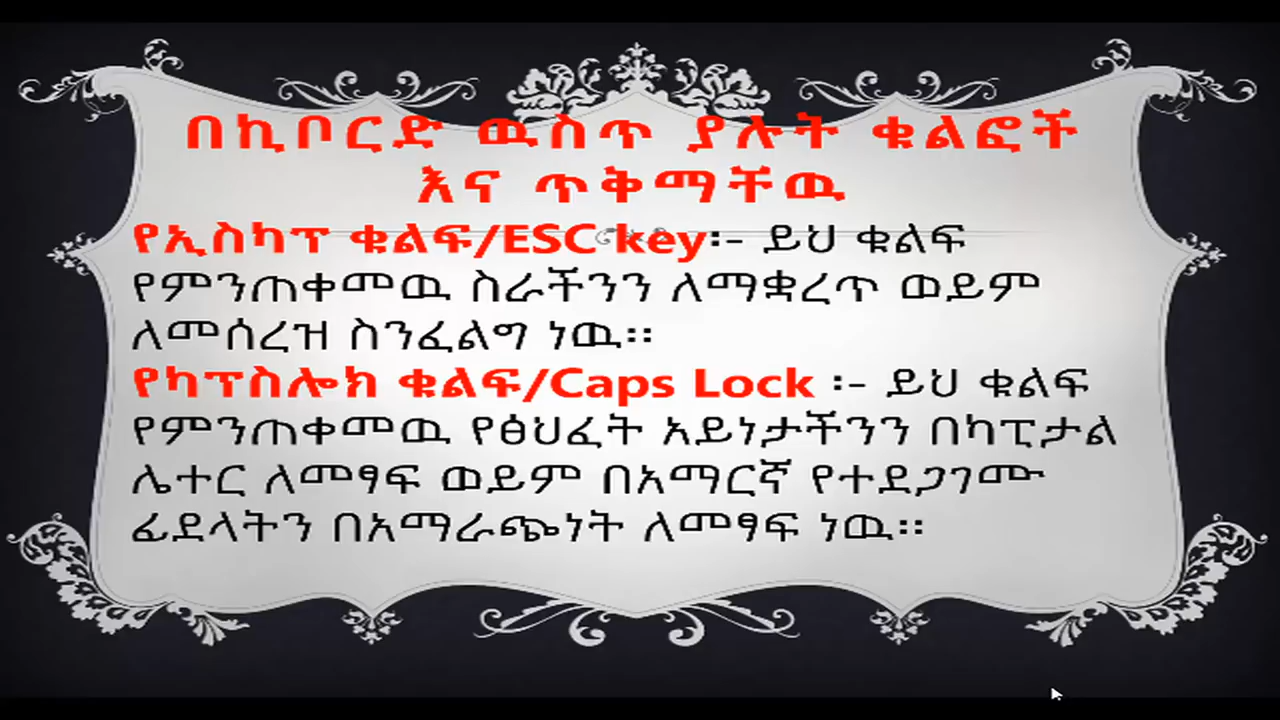 በኪቦርድ ዉስጥ ያሉት ቁልፎች
እና ጥቅማቸዉ
የኢስካፕ ቁልፍ/ESC key፡- ይህ ቁልፍ
የምንጠቀመዉ ስራችንን ለማቋረጥ ወይም
ለመሰረዝ ስንፈልግ ነዉ፡፡
የካፕስሎክ ቁልፍ/Caps Lock ፡- ይህ ቁልፍ
የምንጠቀመዉ የፅህፈት አይነታችንን በካፒታል
ሌተር ለመፃፍ ወይም በአማርኛ የተደጋገሙ
ፊደላትን በአማራጭነት ለመፃፍ ነዉ፡፡